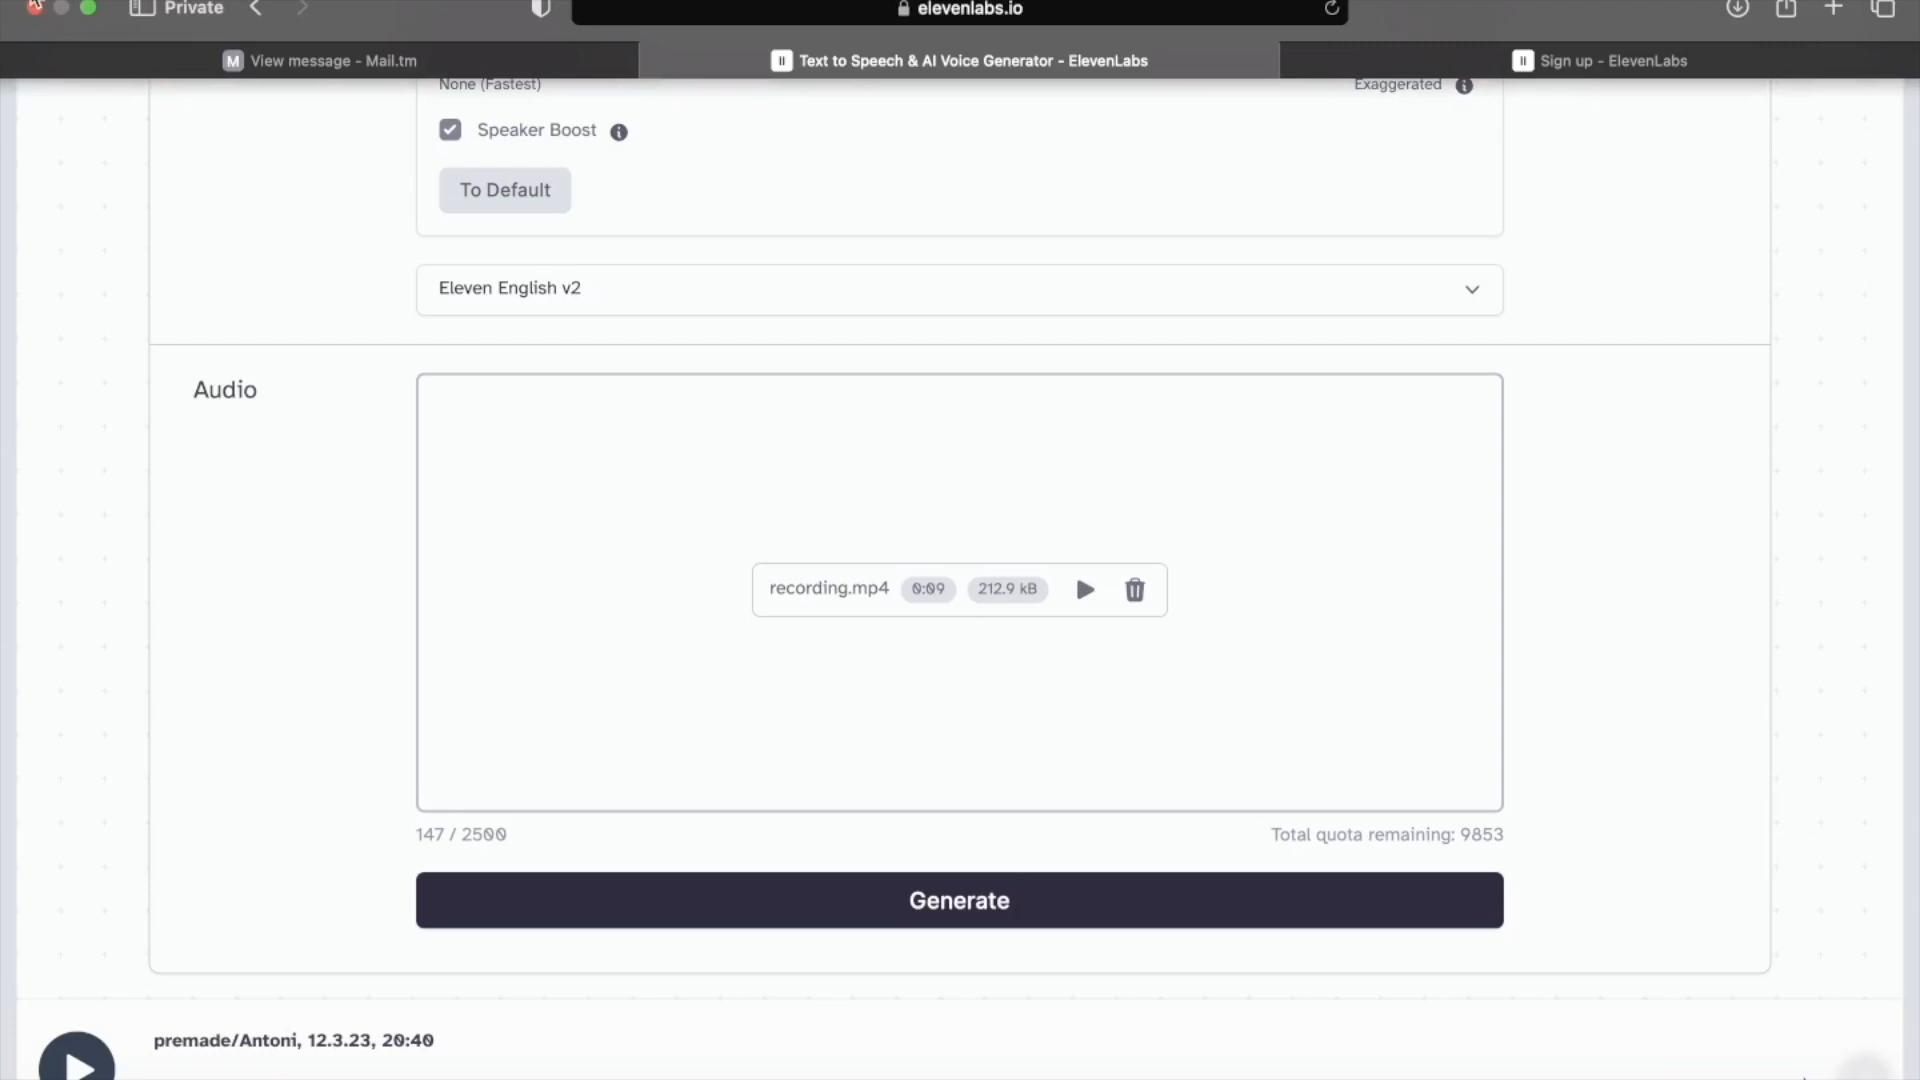 Private
elevenlabs.io
M View message - Mail.tm
Text to Speech & AI Voice Generator - ElevenLabs
Sign up - ElevenLabs
None (Fastest)
Exaggerated
Speaker Boost
To Default
Eleven English v2
Audio
recording.mp4 0:09 212.9 kB
147 / 2500
Total quota remaining: 9853
Generate
premade/Antoni, 12.3.23, 20:40